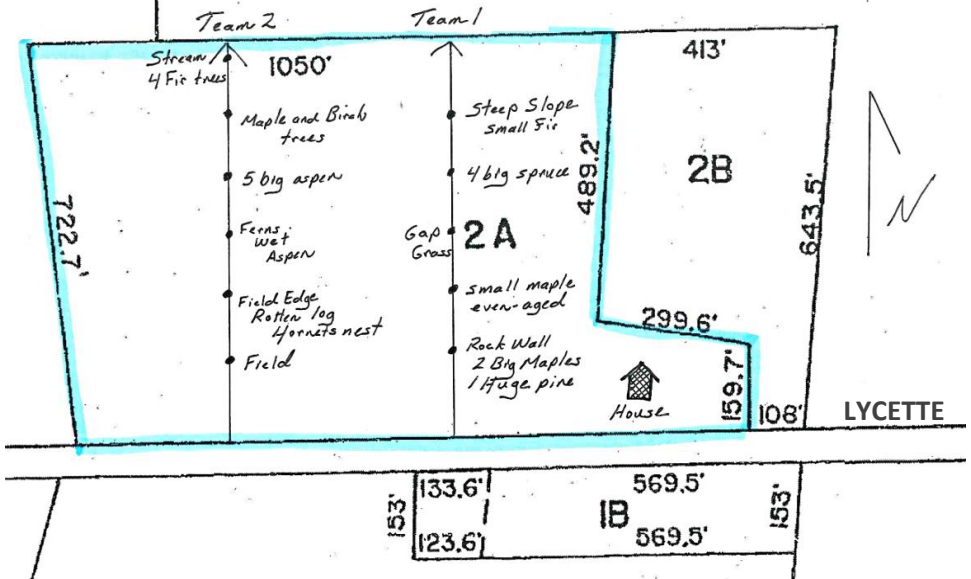 Team 2
Team 1
Stream
4 Fir trees
1050'
413'
Maple and Birch
trees
Steep Slope
small Fir
5 big aspen
4 big spruce
489.2'
2B
722.7'
Ferns
Wet
Aspen
Gap
Grass
2A
643.5'
N
Field Edge
Rotten log
Hornets nest
small maple
even-aged
299.6'
Field
Rock Wall
2 Big Maples
1 Huge pine
House
159.7'
108'
LYCETTE
153'
133.6'
123.6'
569.5'
1B
569.5'
153'